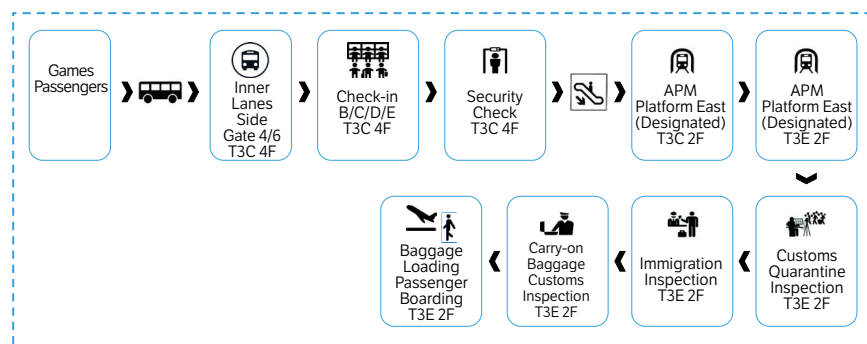 Games
Passengers
Inner
Lanes
Side
Gate 4/6
T3C 4F
Check-in
B/C/D/E
T3C 4F
Security
Check
T3C 4F
APM
Platform East
(Designated)
T3C 2F
APM
Platform East
(Designated)
T3E 2F
Customs
Quarantine
Inspection
T3E 2F
Immigration
Inspection
T3E 2F
Carry-on
Baggage
Customs
Inspection
T3E 2F
Baggage
Loading
Passenger
Boarding
T3E 2F